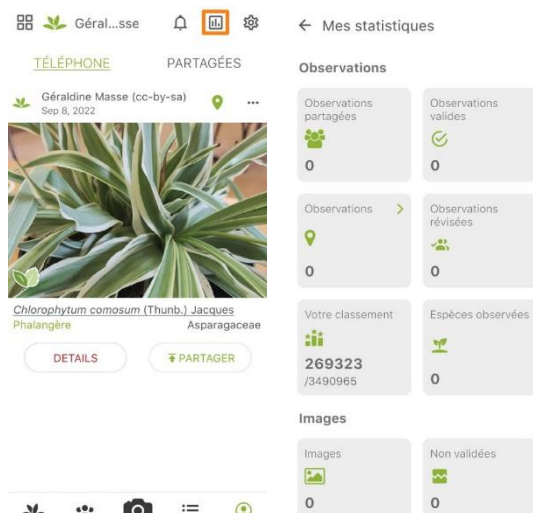 Géral...sse
TÉLÉPHONE PARTAGÉES
Géraldine Masse (cc-by-sa)
Sep 8, 2022
Chlorophytum comosum (Thunb.) Jacques
Phalangère Asparagaceae
DETAILS PARTAGER
Mes statistiques
Observations
Observations partagées
0
Observations valides
0
Observations
0
Observations révisées
0
Votre classement
269323
/3490965
Espèces observées
0
Images
Images
0
Non validées
0